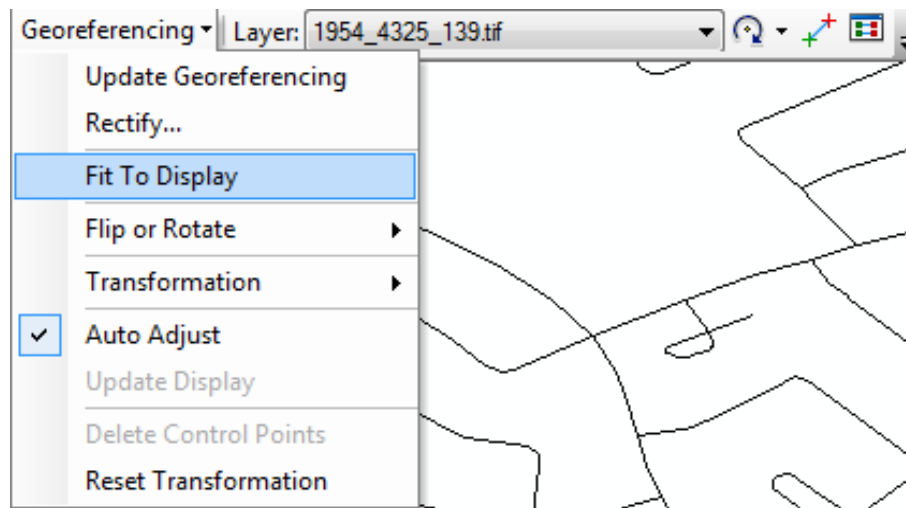 Georeferencing Layer: 1954_4325_139.tif
Update Georeferencing
Rectify...
Fit To Display
Flip or Rotate
Transformation
Auto Adjust
Update Display
Delete Control Points
Reset Transformation